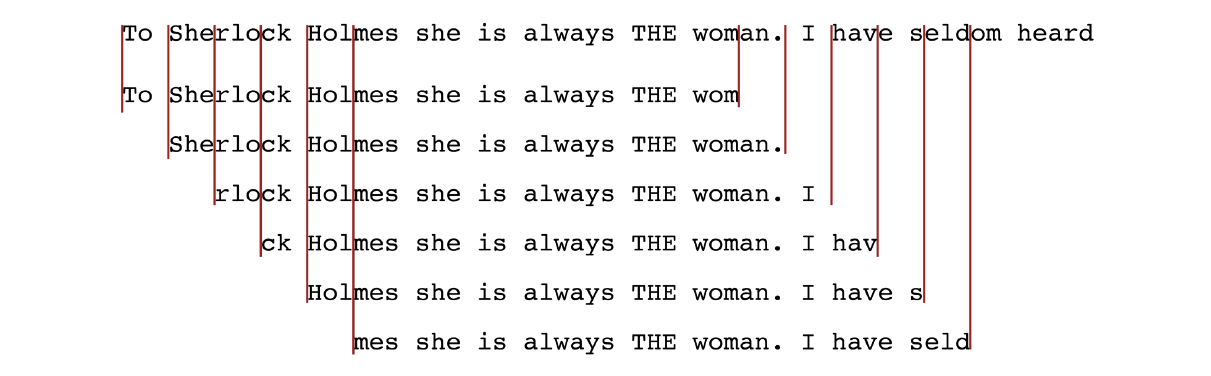 To Sherlock Holmes she is always THE woman. I have seldom heard
To Sherlock Holmes she is always THE wom
Sherlock Holmes she is always THE woman.
rlock Holmes she is always THE woman. I
ck Holmes she is always THE woman. I hav
Holmes she is always THE woman. I have s
mes she is always THE woman. I have seld